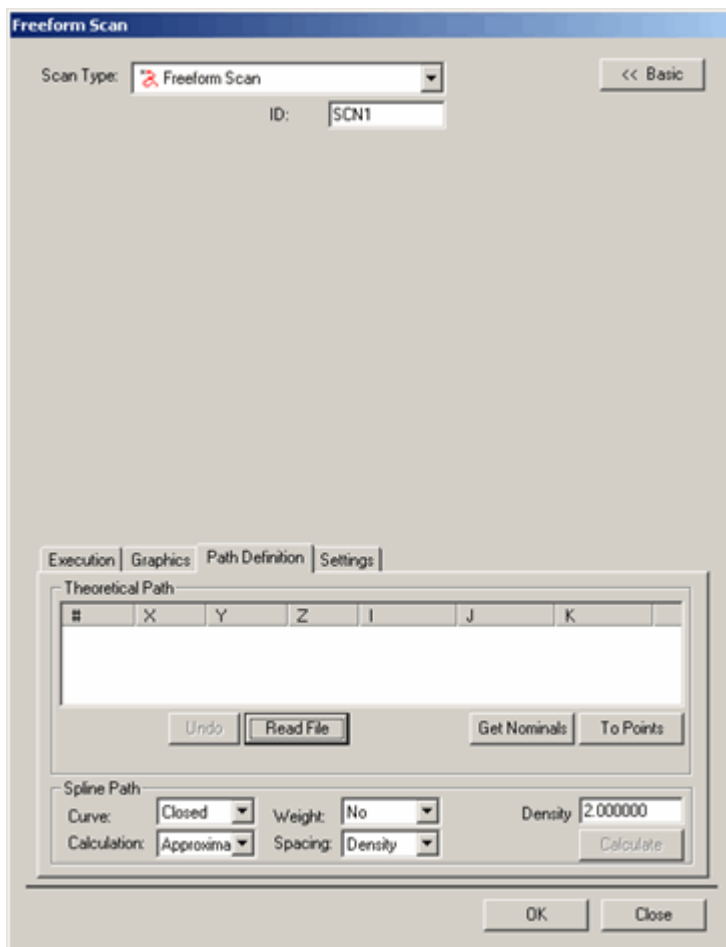 Freeform Scan
Scan Type: Freeform Scan << Basic
ID: SCN1
Execution Graphics Path Definition Settings
Theoretical Path
# X Y Z I J K
Undo Read File Get Nominals To Points
Spline Path
Curve: Closed Weight: No Density 2.000000
Calculation: Approxima Spacing: Density Calculate
OK Close